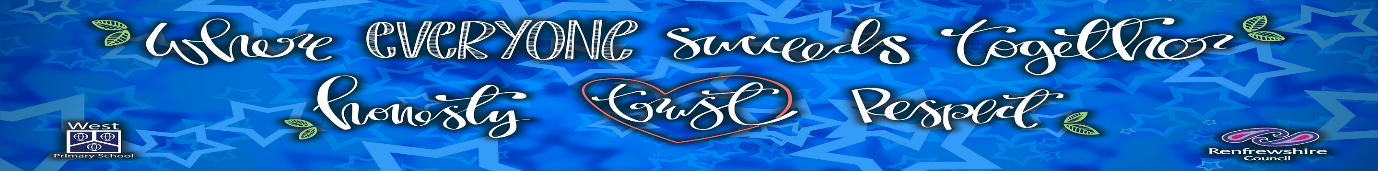 Where EVERYONE succeeds together
honesty trust Respect
West
Primary School
Renfrewshire
Council